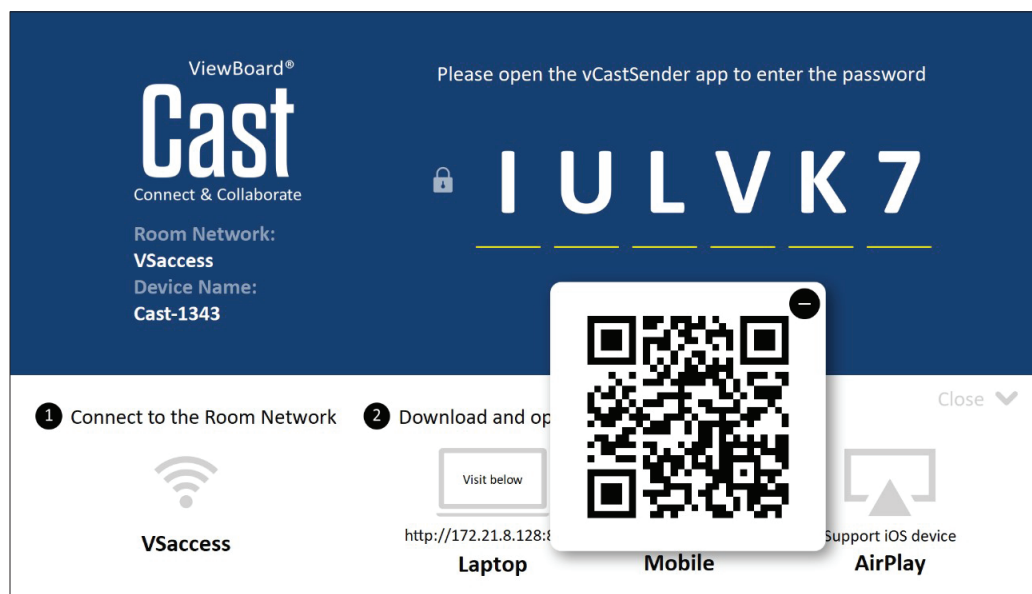 ViewBoard®
Cast
Connect & Collaborate
Room Network:
VSaccess
Device Name:
Cast-1343
Please open the vCastSender app to enter the password
I U L V K 7
1 Connect to the Room Network
VSaccess
2 Download and op
Close
Visit below
http://172.21.8.128:8
Laptop
Mobile
Support iOS device
AirPlay